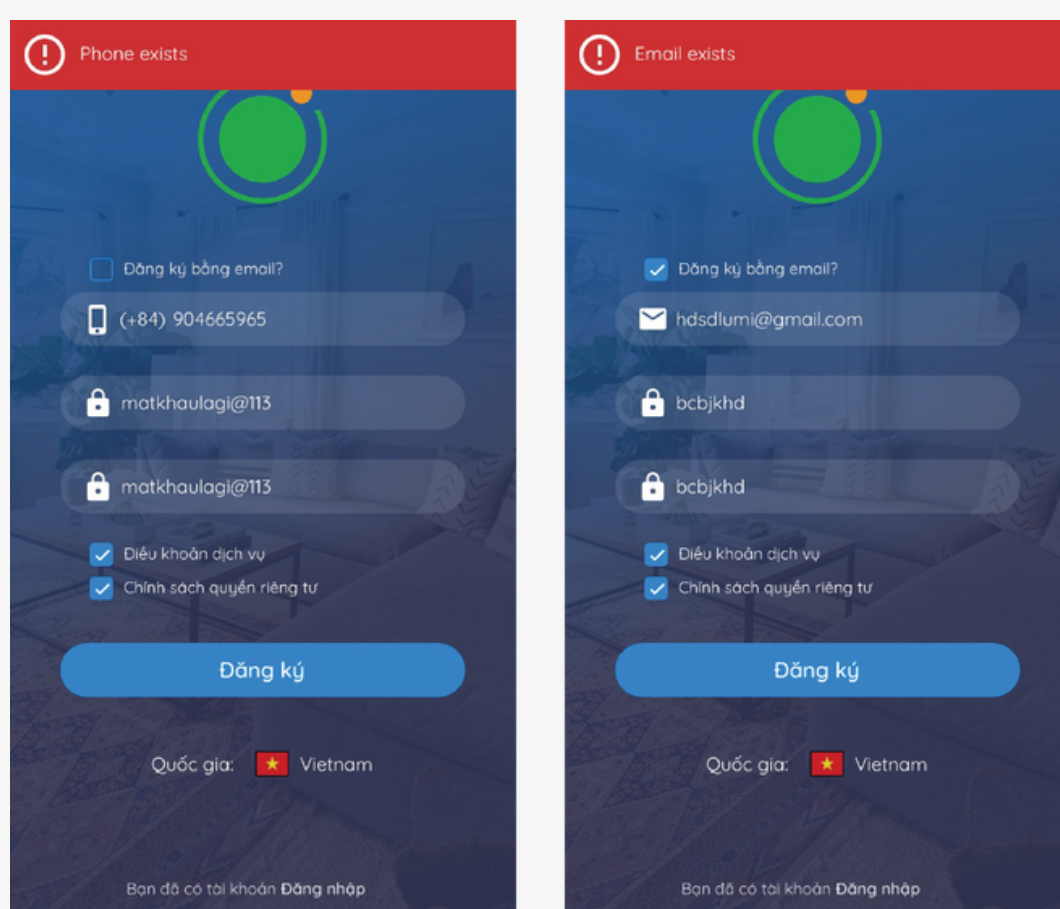 Phone exists
Đăng ký bằng email?
(+84) 904665965
matkhaulagi@113
matkhaulagi@113
Điều khoản dịch vụ
Chính sách quyền riêng tư
Đăng ký
Quốc gia: Vietnam
Bạn đã có tài khoản Đăng nhập
Email exists
Đăng ký bằng email?
hdsdlumi@gmail.com
bcbjkhd
bcbjkhd
Điều khoản dịch vụ
Chính sách quyền riêng tư
Đăng ký
Quốc gia: Vietnam
Bạn đã có tài khoản Đăng nhập